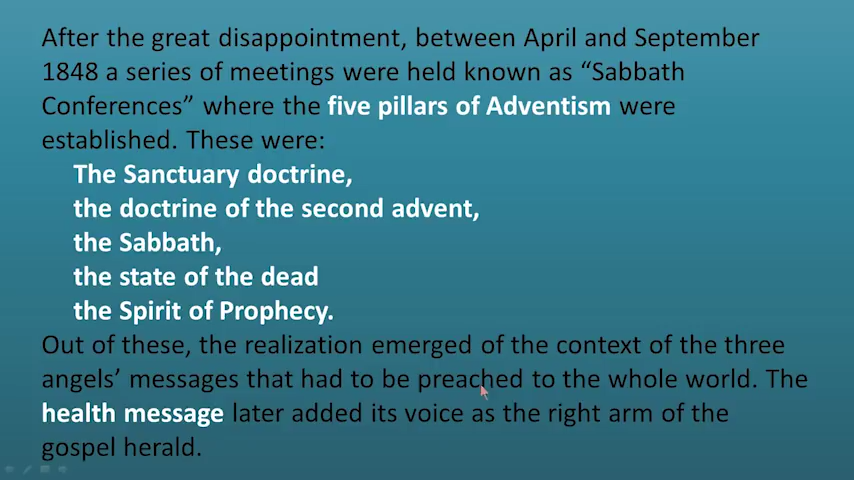 After the great disappointment, between April and September
1848 a series of meetings were held known as “Sabbath
Conferences” where the five pillars of Adventism were
established. These were:
The Sanctuary doctrine,
the doctrine of the second advent,
the Sabbath,
the state of the dead
the Spirit of Prophecy.
Out of these, the realization emerged of the context of the three
angels’ messages that had to be preached to the whole world. The
health message later added its voice as the right arm of the
gospel herald.